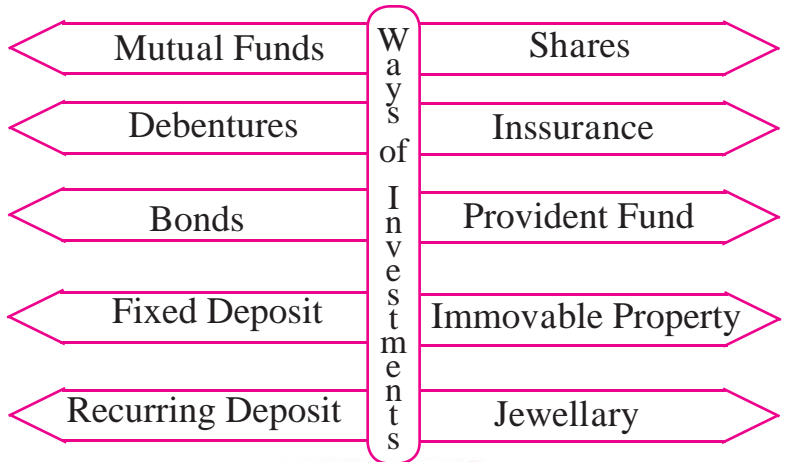 Ways of Investments
Mutual Funds
Shares
Debentures
Inssurance
Bonds
Provident Fund
Fixed Deposit
Immovable Property
Recurring Deposit
Jewellary